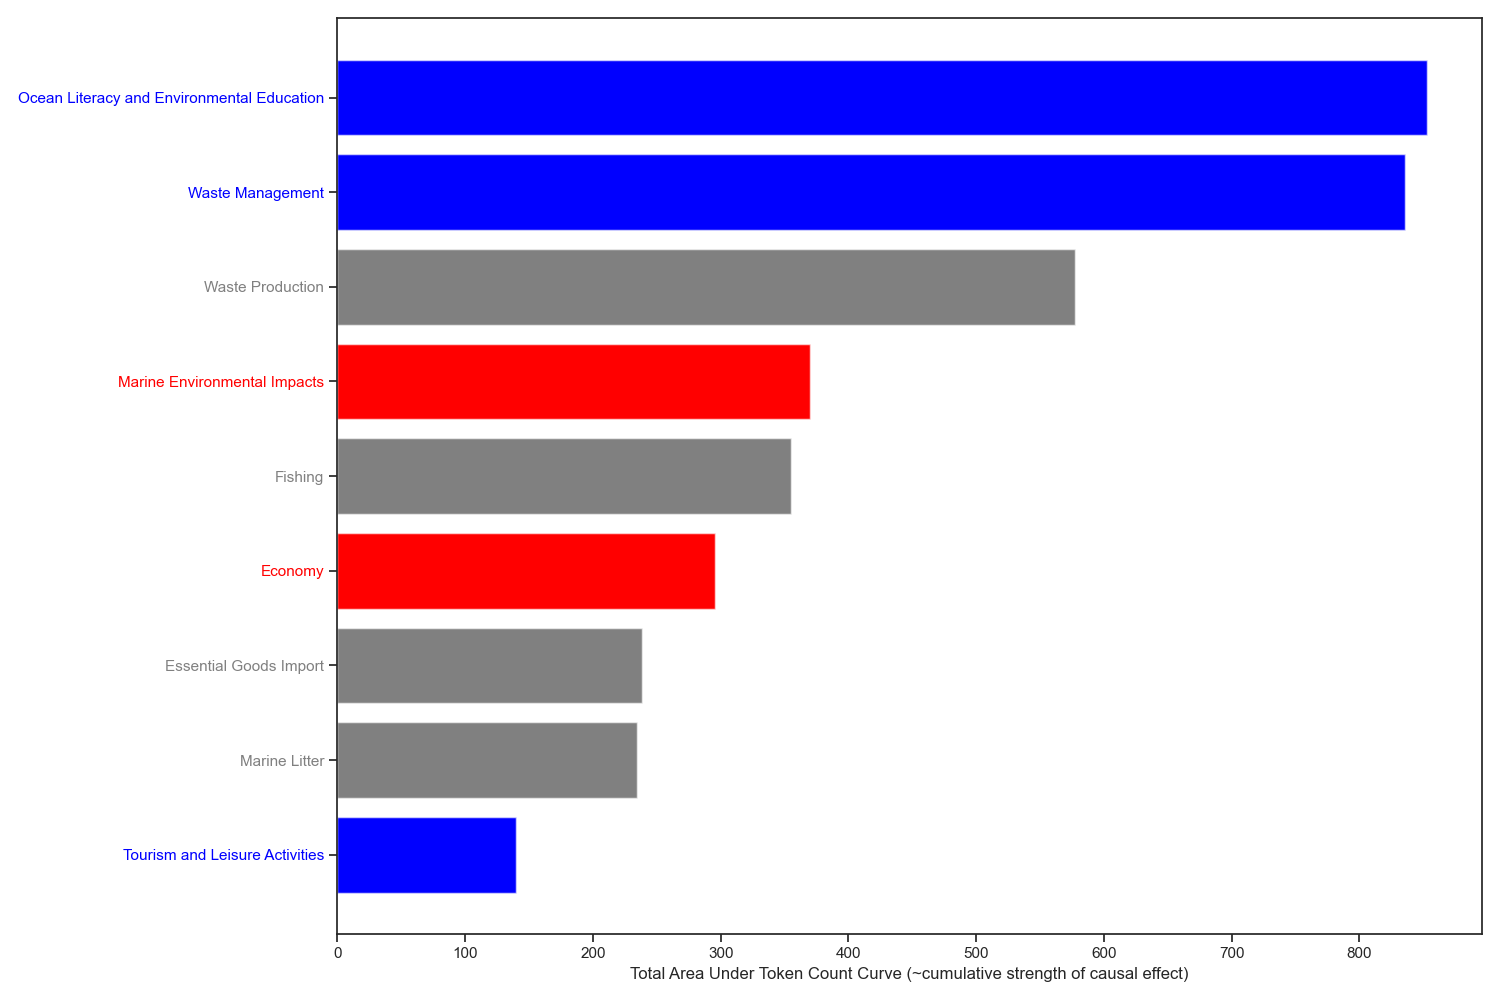 Ocean Literacy and Environmental Education
Waste Management
Waste Production
Marine Environmental Impacts
Fishing
Economy
Essential Goods Import
Marine Litter
Tourism and Leisure Activities
0 100 200 300 400 500 600 700 800
Total Area Under Token Count Curve (~cumulative strength of causal effect)